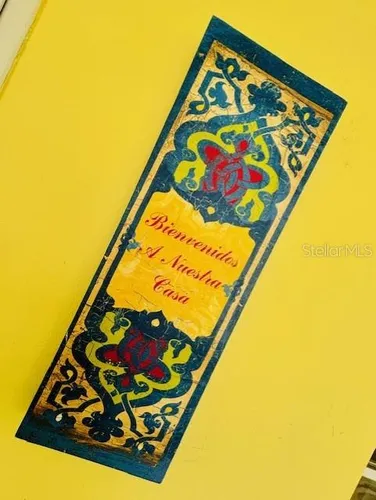 Bienvenidos
A Nuestra
Casa
StellarMLS